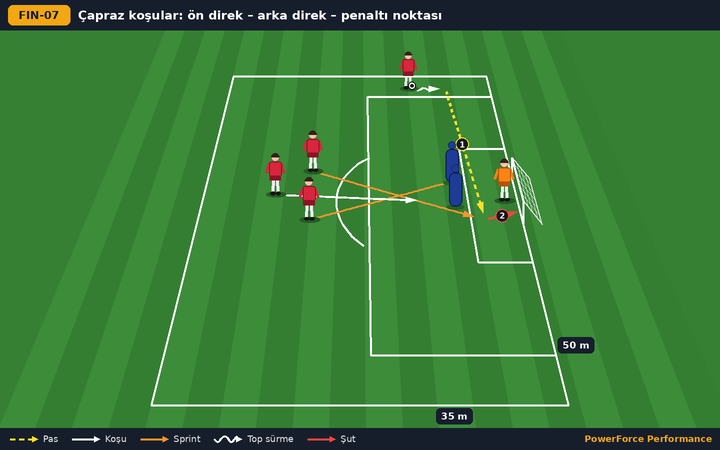 FIN-07 Çapraz koşular: ön direk – arka direk – penaltı noktası
1
2
50 m
35 m
Pas Koşu Sprint Top sürme Şut PowerForce Performance